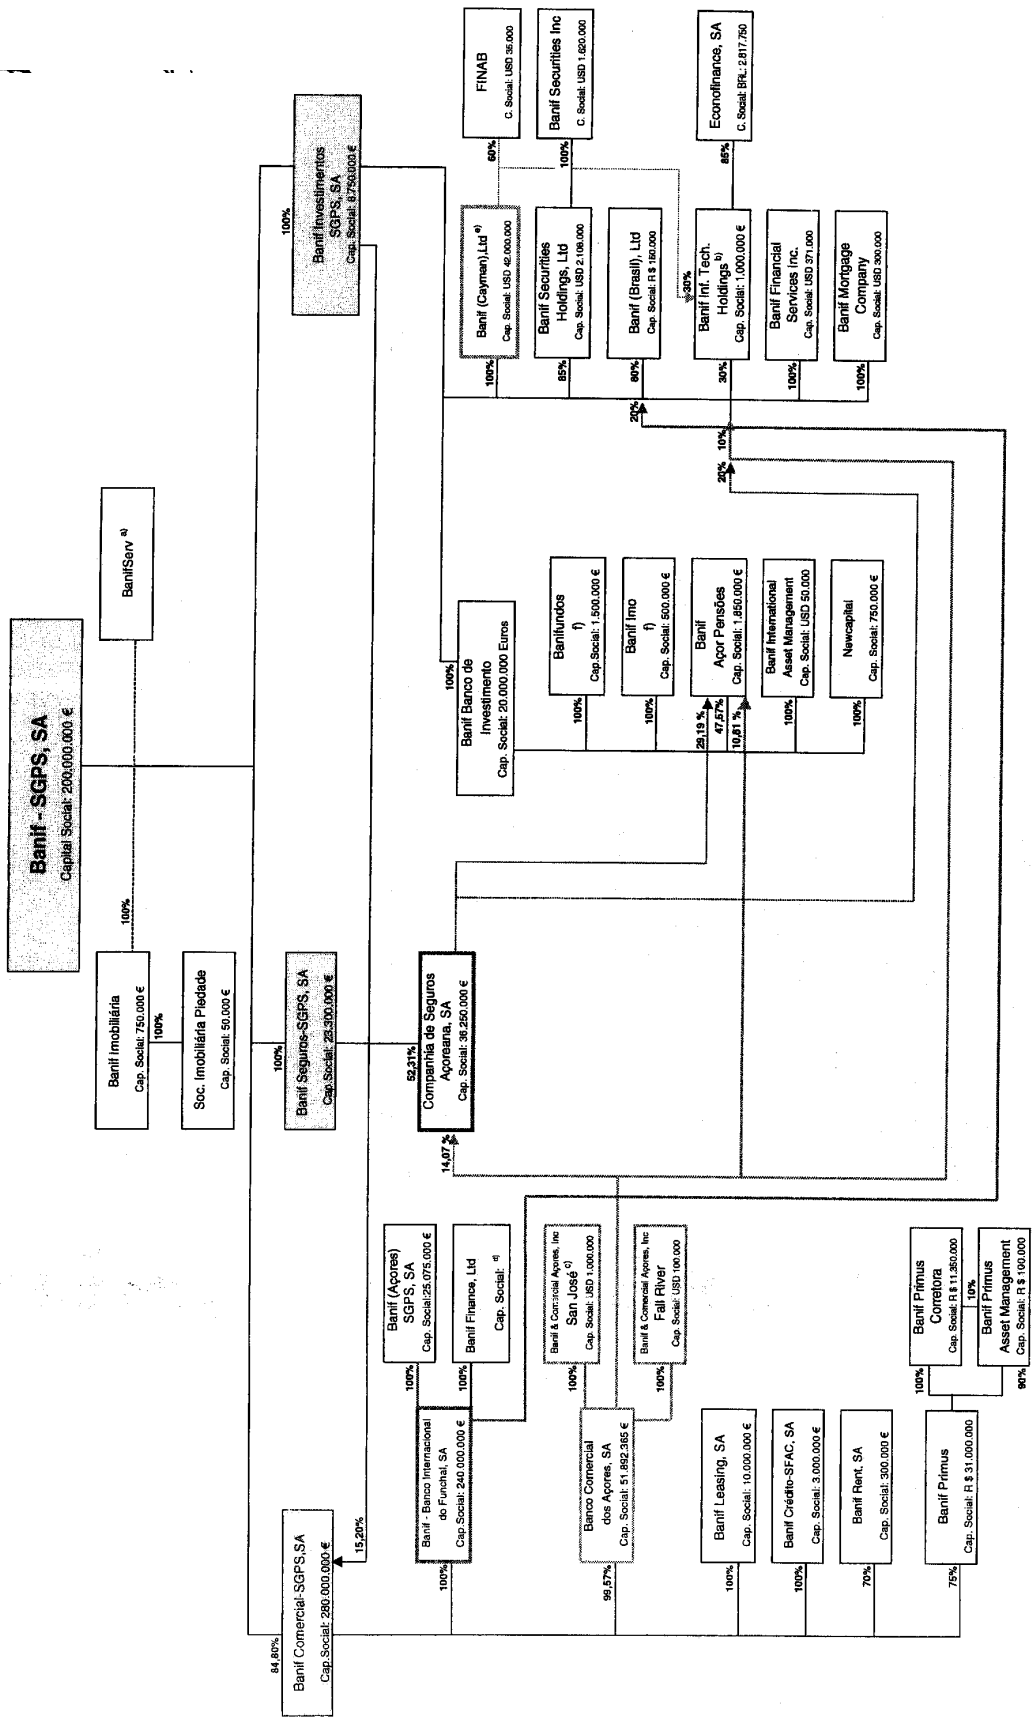 Banif - SGPS, SA
Capital Social: 200.000.000 €
BanifServ a)
100%
Banif Imobiliária
Cap. Social: 750.000 €
100%
Soc. Imobiliária Piedade
Cap. Social: 50.000 €
84,80%
Banif Comercial-SGPS,SA
Cap.Social: 280.000.000 €
15,20%
100%
Banif Seguros-SGPS, SA
Cap.Social: 23.300.000 €
100%
Banif Investimentos
SGPS, SA
Cap. Social: 8.750.000 €
100%
Banif - Banco Internacional
do Funchal, SA
Cap.Social: 240.000.000 €
100%
Banif (Açores)
SGPS, SA
Cap. Social:25.075.000 €
100%
Banif Finance, Ltd
Cap. Social: d)
99,57%
Banco Comercial
dos Açores, SA
Cap. Social: 51.892.365 €
100%
Banif & Comercial Açores, Inc
San José c)
Cap. Social: USD 1.000.000
100%
Banif & Comercial Açores, Inc
Fall River
Cap. Social: USD 100.000
100%
Banif Leasing, SA
Cap. Social: 10.000.000 €
100%
Banif Crédito-SFAC, SA
Cap. Social: 3.000.000 €
70%
Banif Rent, SA
Cap. Social: 300.000 €
75%
Banif Primus
Cap. Social: R $ 31.000.000
100%
Banif Primus
Corretora
Cap. Social: R $ 11.350.000
10%
Banif Primus
Asset Management
Cap. Social: R $ 100.000
90%
52,31%
Companhia de Seguros
Açoreana, SA
Cap. Social: 36.250.000 €
14,07 %
100%
Banif Banco de
Investimento
Cap. Social: 20.000.000 Euros
100%
Banifundos
f)
Cap. Social: 1.500.000 €
100%
Banif Imo
f)
Cap. Social: 500.000 €
29,19 %
47,57%
10,81 %
Banif
Açor Pensões
Cap. Social: 1.850.000 €
100%
Banif International
Asset Management
Cap. Social: USD 50.000
100%
Newcapital
Cap. Social: 750.000 €
100%
Banif (Cayman),Ltd e)
Cap. Social: USD 42.000.000
60%
FINAB
C. Social: USD 35.000
85%
Banif Securities
Holdings, Ltd
Cap. Social: USD 2.108.000
100%
Banif Securities Inc
C. Social: USD 1.620.000
80%
20%
Banif (Brasil), Ltd
Cap. Social: R $ 150.000
30%
30%
10%
20%
Banif Inf. Tech.
Holdings b)
Cap. Social: 1.000.000 €
85%
Econofinance, SA
C. Social: BRL: 2.817.750
100%
Banif Financial
Services Inc.
Cap. Social: USD 371.000
100%
Banif Mortgage
Company
Cap. Social: USD 300.000